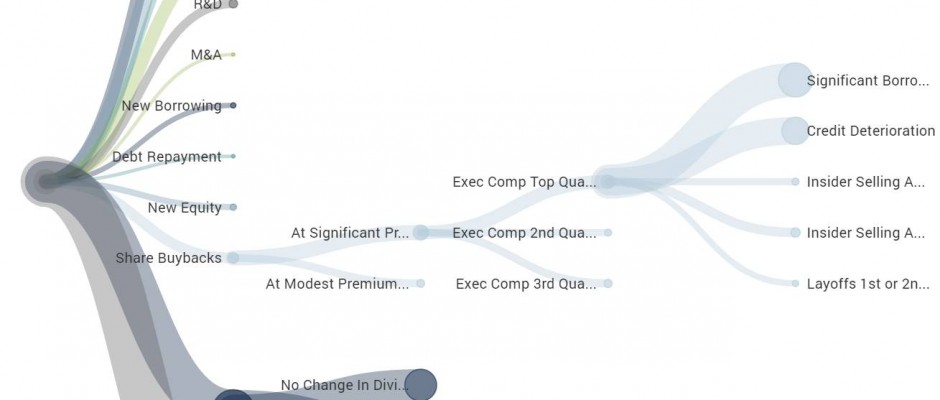 R&D
M&A
New Borrowing
Debt Repayment
New Equity
Share Buybacks
At Significant Pr...
At Modest Premium...
Exec Comp Top Qua...
Exec Comp 2nd Qua...
Exec Comp 3rd Qua...
Significant Borro...
Credit Deterioration
Insider Selling A...
Insider Selling A...
Layoffs 1st or 2n...
No Change In Divi...